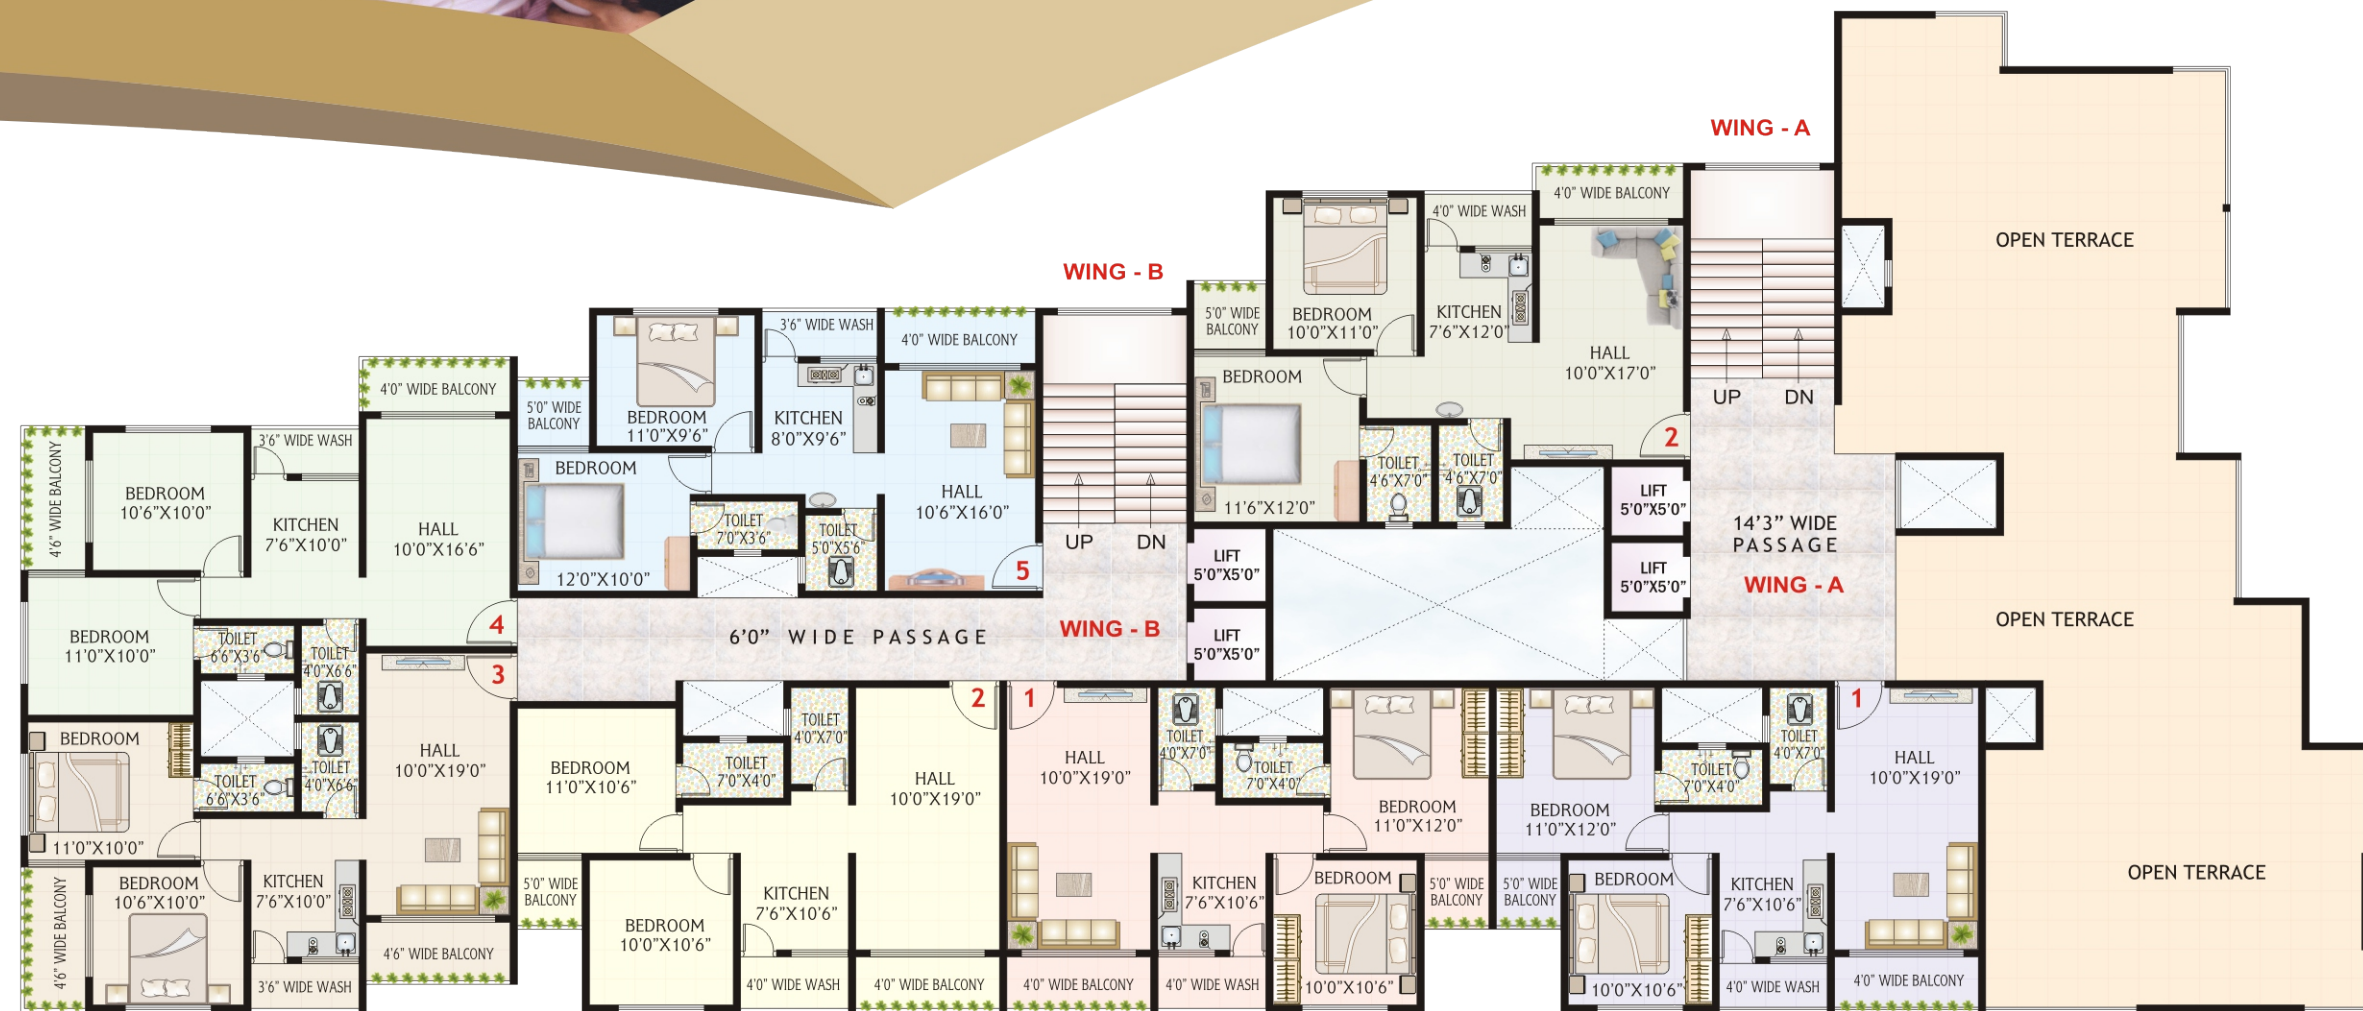 WING - A
4'0" WIDE BALCONY
4'0" WIDE WASH
OPEN TERRACE
WING - B
5'0" WIDE
BALCONY
BEDROOM
10'0"X11'0"
KITCHEN
7'6"X12'0"
HALL
10'0"X17'0"
BEDROOM
11'6"X12'0"
TOILET
4'6"X7'0"
TOILET
4'6"X7'0"
2
UP
DN
LIFT
5'0"X5'0"
LIFT
5'0"X5'0"
14'3” WIDE
PASSAGE
WING - A
OPEN TERRACE
3'6" WIDE WASH
4'0" WIDE BALCONY
5'0" WIDE
BALCONY
BEDROOM
11'0"X9'6"
KITCHEN
8'0"X9'6"
HALL
10'6"X16'0"
BEDROOM
12'0"X10'0"
TOILET
7'0"X3'6"
TOILET
5'0"X5'6"
5
UP
DN
LIFT
5'0"X5'0"
LIFT
5'0"X5'0"
4'0" WIDE BALCONY
3'6" WIDE WASH
4'6" WIDE BALCONY
BEDROOM
10'6"X10'0"
KITCHEN
7'6"X10'0"
HALL
10'0"X16'6"
BEDROOM
11'0"X10'0"
TOILET
6'6"X3'6"
TOILET
4'0"X6'6"
4
6'0” WIDE PASSAGE
WING - B
3
BEDROOM
11'0"X10'0"
TOILET
6'6"X3'6"
TOILET
4'0"X6'6"
HALL
10'0"X19'0"
BEDROOM
10'6"X10'0"
KITCHEN
7'6"X10'0"
4'6" WIDE BALCONY
4'6" WIDE BALCONY
3'6" WIDE WASH
2
BEDROOM
11'0"X10'6"
TOILET
7'0"X4'0"
TOILET
4'0"X7'0"
HALL
10'0"X19'0"
5'0" WIDE
BALCONY
BEDROOM
10'0"X10'6"
KITCHEN
7'6"X10'6"
4'0" WIDE WASH
4'0" WIDE BALCONY
1
HALL
10'0"X19'0"
TOILET
4'0"X7'0"
TOILET
7'0"X4'0"
BEDROOM
11'0"X12'0"
KITCHEN
7'6"X10'6"
BEDROOM
10'0"X10'6"
5'0" WIDE
BALCONY
4'0" WIDE BALCONY
4'0" WIDE WASH
1
BEDROOM
11'0"X12'0"
TOILET
7'0"X4'0"
TOILET
4'0"X7'0"
HALL
10'0"X19'0"
5'0" WIDE
BALCONY
BEDROOM
10'0"X10'6"
KITCHEN
7'6"X10'6"
4'0" WIDE WASH
4'0" WIDE BALCONY
OPEN TERRACE